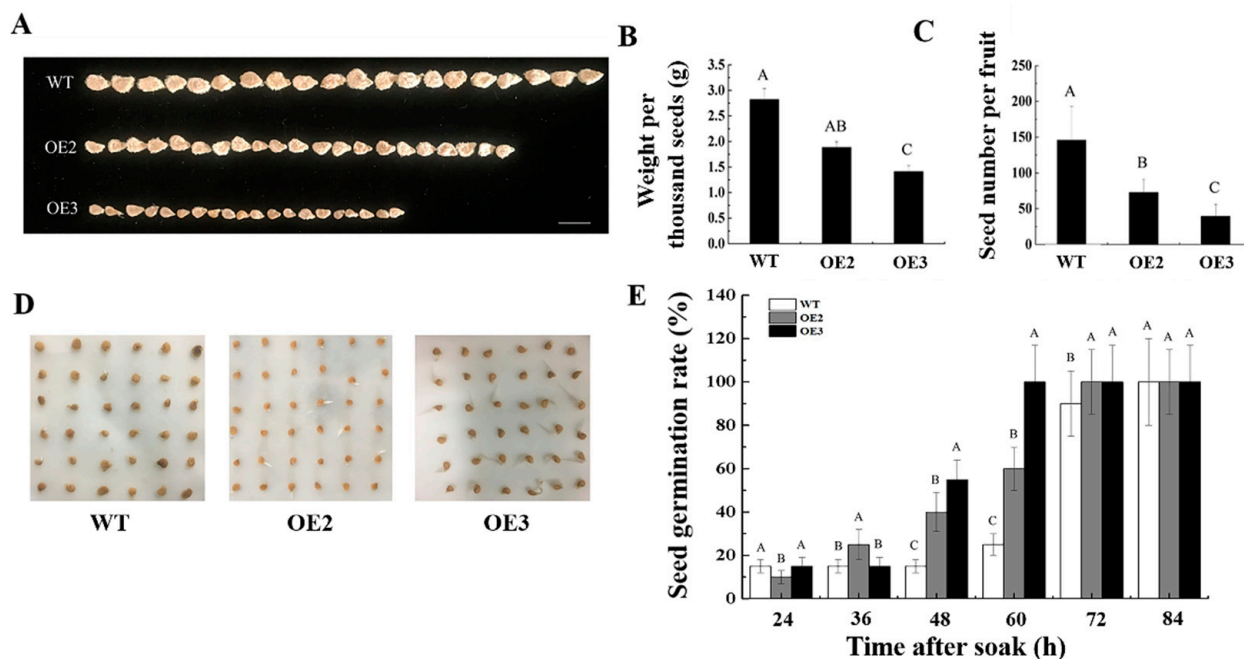 A
WT
OE2
OE3
B
Weight per
thousand seeds (g)
3.5
3.0
2.5
2.0
1.5
1.0
0.5
0.0
A
AB
C
WT
OE2
OE3
C
Seed number per fruit
250
200
150
100
50
0
A
B
C
WT
OE2
OE3
D
WT
OE2
OE3
E
Seed germination rate (%)
140
120
100
80
60
40
20
0
WT
OE2
OE3
A B A
B A B
C B A
C B A
B A A
A A A
24 36 48 60 72 84
Time after soak (h)